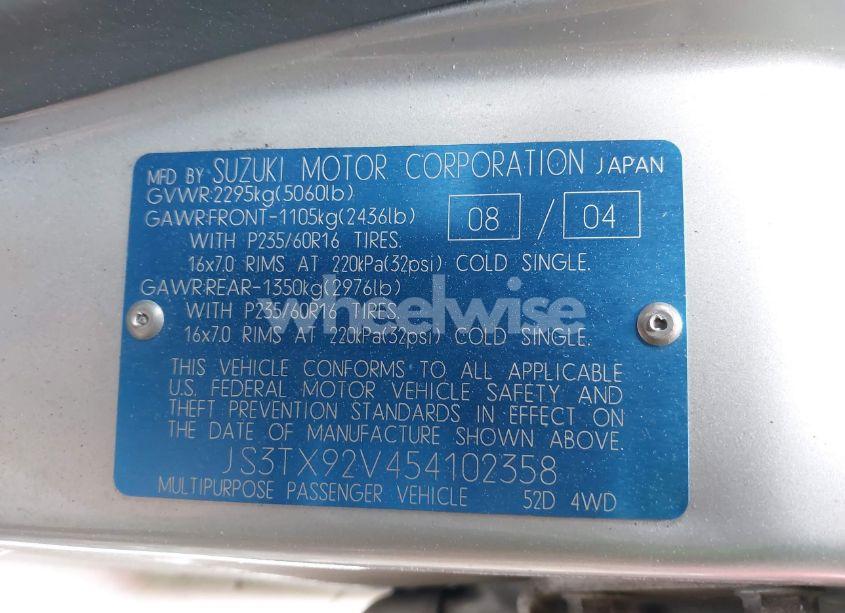 MFD BY SUZUKI MOTOR CORPORATION JAPAN
GVWR:2295kg(5060lb)
GAWR:FRONT-1105kg(2436lb) 08 / 04
WITH P235/60R16 TIRES.
16x7.0 RIMS AT 220kPa(32psi) COLD SINGLE.
GAWR:REAR-1350kg(2976lb)
WITH P235/60R16 TIRES.
16x7.0 RIMS AT 220kPa(32psi) COLD SINGLE.
wheelwise
THIS VEHICLE CONFORMS TO ALL APPLICABLE
U.S. FEDERAL MOTOR VEHICLE SAFETY AND
THEFT PREVENTION STANDARDS IN EFFECT ON
THE DATE OF MANUFACTURE SHOWN ABOVE.
JS3TX92V454102358
MULTIPURPOSE PASSENGER VEHICLE 52D 4WD